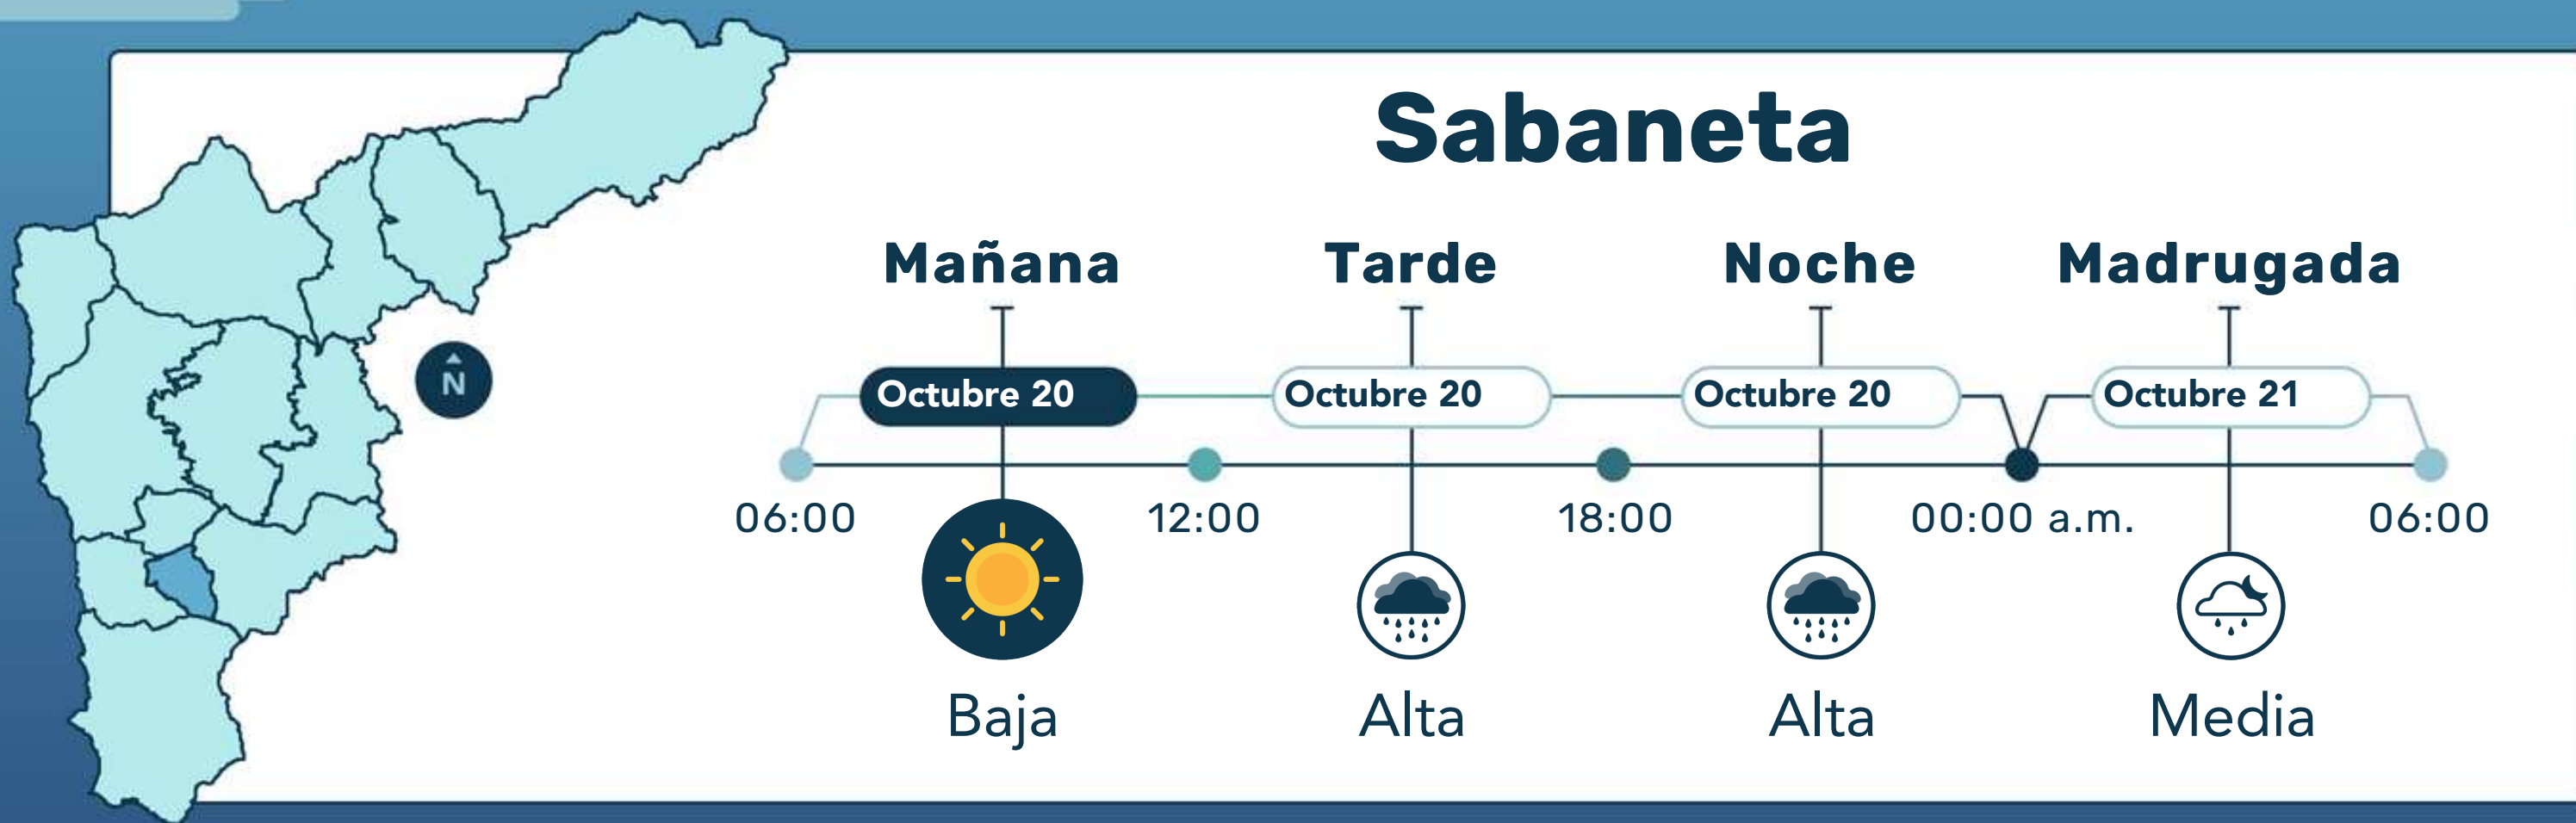 Sabaneta
Mañana Tarde Noche Madrugada
N
Octubre 20 Octubre 20 Octubre 20 Octubre 21
06:00 12:00 18:00 00:00 a.m. 06:00
Baja Alta Alta Media